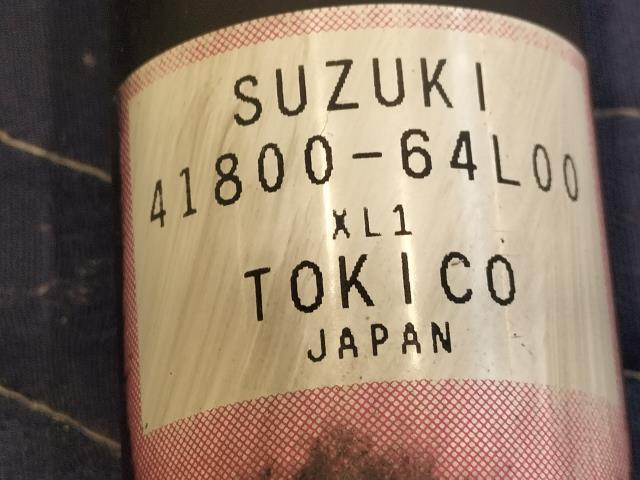 SUZUKI
41800-64L00
XL1
TOKICO
JAPAN